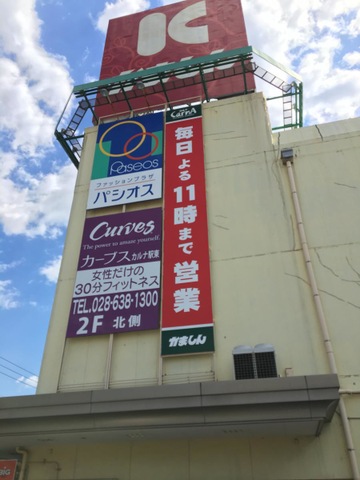 K
Paseos
ファッションプラザ
パシオス
Curves
The power to amaze yourself.
カーブスカルナ駅東
女性だけの
30分フィットネス
TEL.028-638-1300
2F 北側
CarnA
毎日よる11時まで営業
かましん